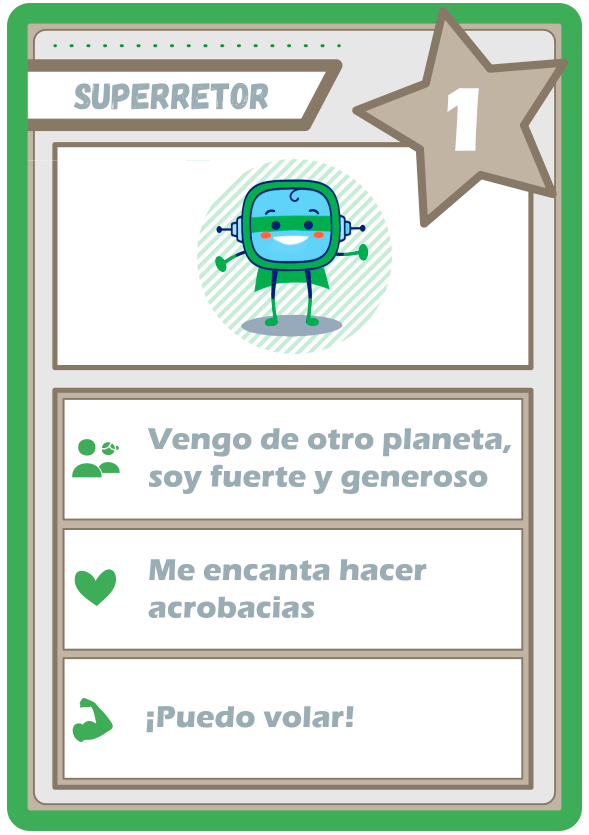 SUPERRETOR
1
Vengo de otro planeta,
soy fuerte y generoso
Me encanta hacer
acrobacias
¡Puedo volar!